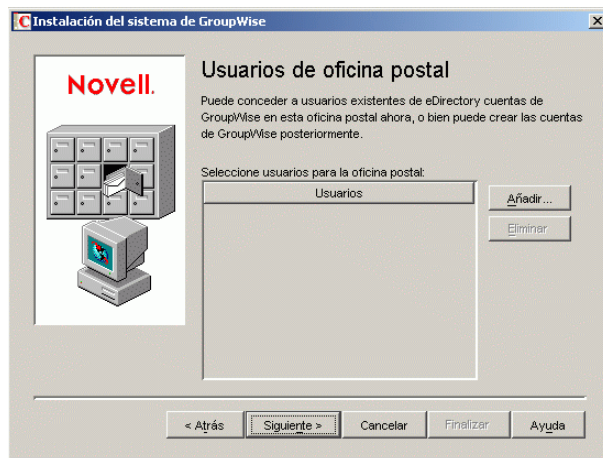 Instalación del sistema de GroupWise
Novell.
Usuarios de oficina postal
Puede conceder a usuarios existentes de eDirectory cuentas de
GroupWise en esta oficina postal ahora, o bien puede crear las cuentas
de GroupWise posteriormente.
Seleccione usuarios para la oficina postal:
Usuarios
Añadir...
Eliminar
< Atrás
Siguiente >
Cancelar
Finalizar
Ayuda